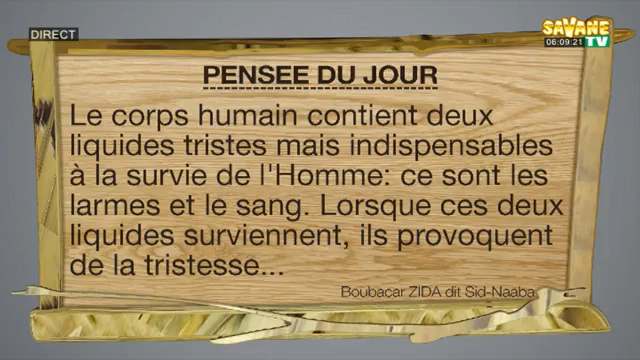 DIRECT
SAVANE
TV
06:09:21
PENSEE DU JOUR
Le corps humain contient deux
liquides tristes mais indispensables
à la survie de l'Homme: ce sont les
larmes et le sang. Lorsque ces deux
liquides surviennent, ils provoquent
de la tristesse...
Boubaçar ZIDA dit Sid-Naaba